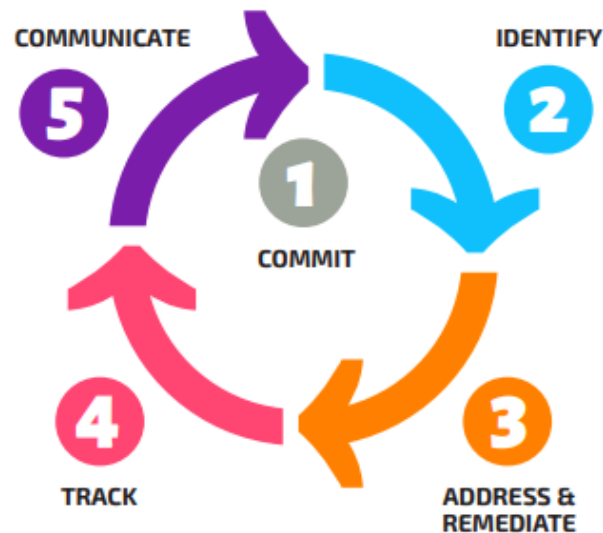 COMMUNICATE
5
IDENTIFY
2
1
COMMIT
4
TRACK
3
ADDRESS &
REMEDIATE